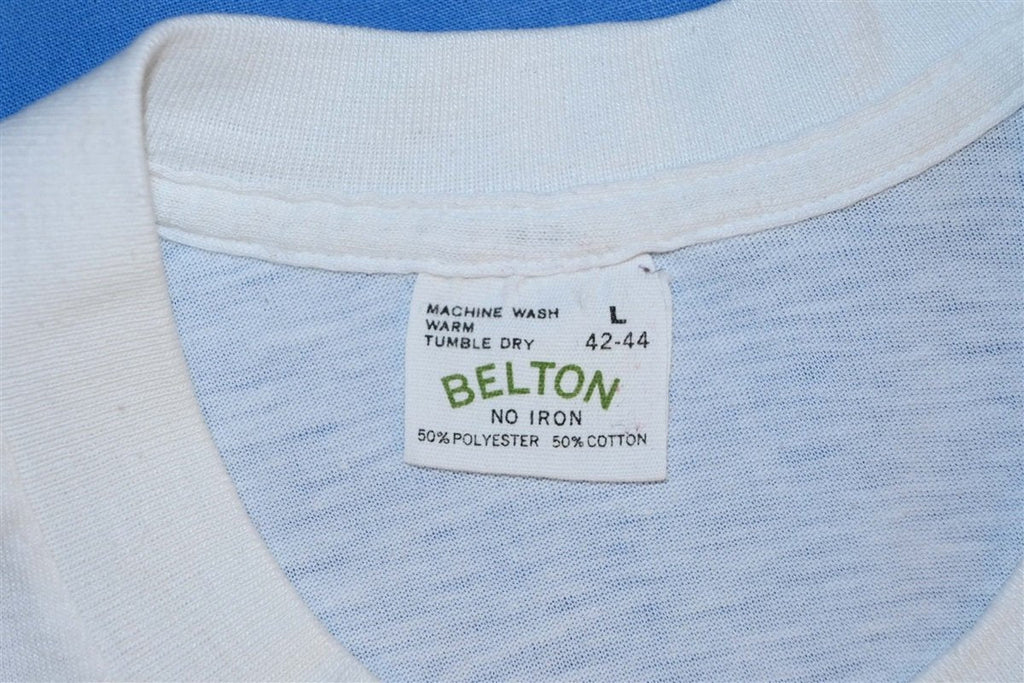 MACHINE WASH
WARM
TUMBLE DRY
L
42-44
BELTON
NO IRON
50% POLYESTER 50% COTTON